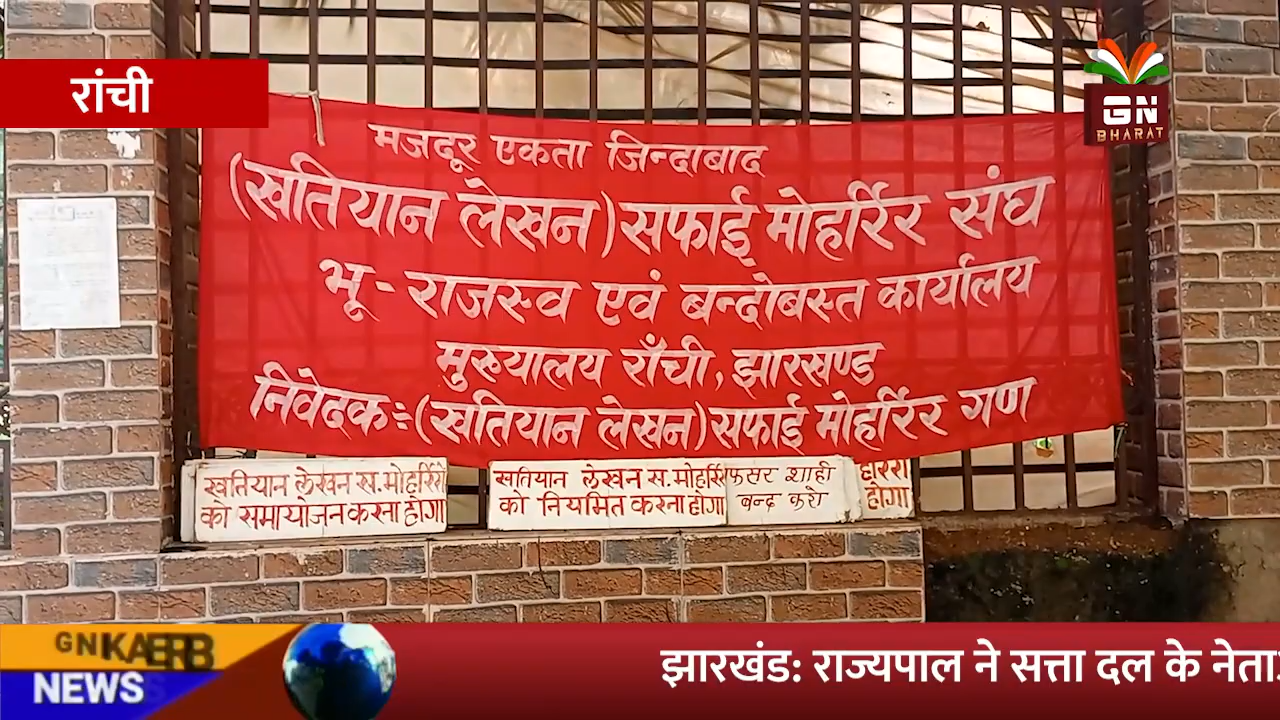 रांची
GN
BHARAT
मजदूर एकता जिन्दाबाद
(खतियान लेखन) सफाई मोहर्रिर संघ
भू - राजस्व एवं बन्दोबस्त कार्यालय
मुख्यालय राँची, झारखण्ड
निवेदक :- (खतियान लेखन) सफाई मोहर्रिर गण
खतियान लेखन स. मोहर्रिरों
को समायोजन करना होगा
खतियान लेखन स. मोहर्रिर
को नियमित करना होगा
फसर शाही
बन्द करो
होगा
GN
NEWS
झारखंड: राज्यपाल ने सत्ता दल के